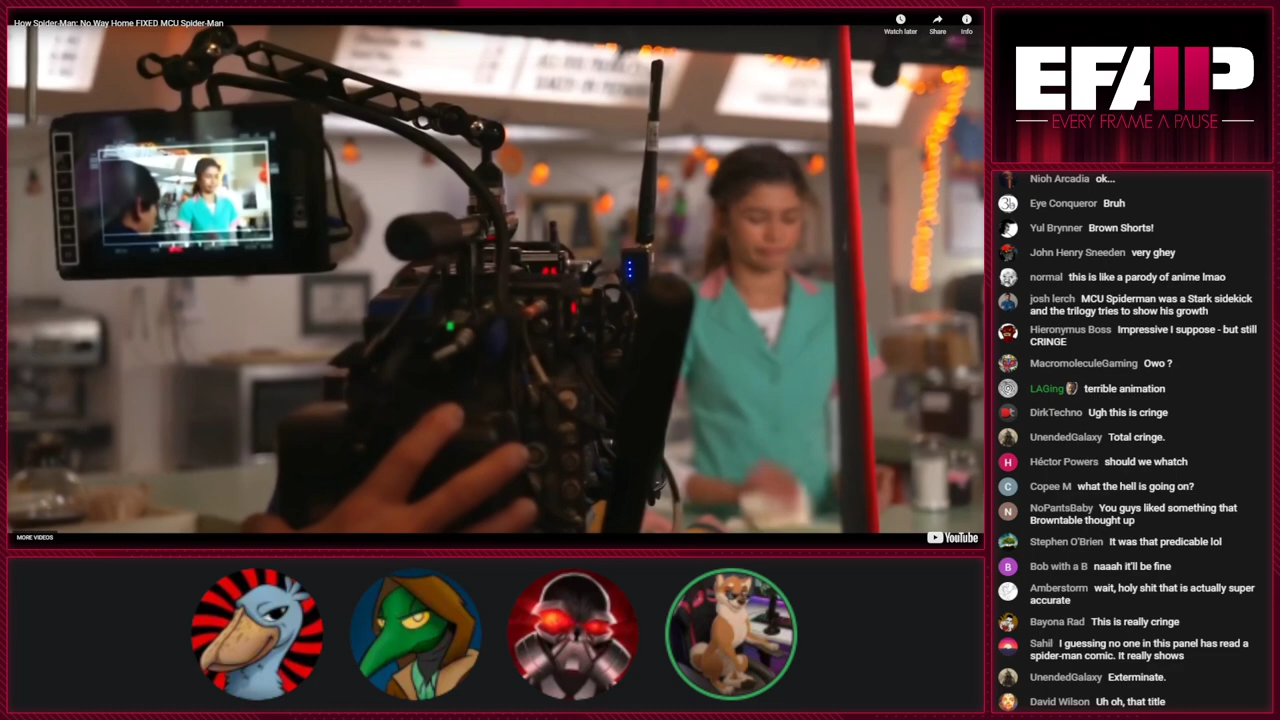 How Spider-Man: No Way Home FIXED MCU Spider-Man
Watch later
Share
Info
MORE VIDEOS
YouTube
EFAP
EVERY FRAME A PAUSE
Nioh Arcadia ok...
Eye Conqueror Bruh
Yul Brynner Brown Shorts!
John Henry Sneeden very ghey
normal this is like a parody of anime lmao
josh lerch MCU Spiderman was a Stark sidekick
and the trilogy tries to show his growth
Hieronymus Boss Impressive I suppose - but still
CRINGE
MacromoleculeGaming Owo ?
LAGing terrible animation
DirkTechno Ugh this is cringe
UnendedGalaxy Total cringe.
H
Héctor Powers should we whatch
C
Copee M what the hell is going on?
N
NoPantsBaby You guys liked something that
Browntable thought up
Stephen O'Brien It was that predicable lol
B
Bob with a B naaah it'll be fine
Amberstorm wait, holy shit that is actually super
accurate
Bayona Rad This is really cringe
Sahil I guessing no one in this panel has read a
spider-man comic. It really shows
UnendedGalaxy Exterminate.
David Wilson Uh oh, that title